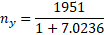 n_y = 1951 / (1 + 7.0236)